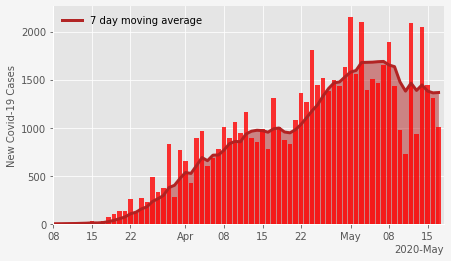 7 day moving average
New Covid-19 Cases
2000
1500
1000
500
0
08 15 22 Apr 08 15 22 May 08 15
2020-May